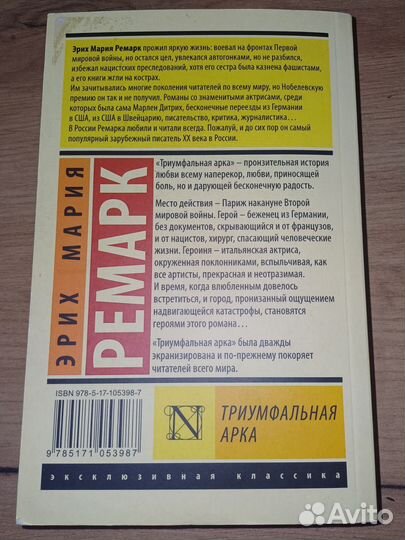 Эрих Мария Ремарк прожил яркую жизнь: воевал на фронтах Первой
мировой войны, но остался цел, увлекался автогонками, но не разбился,
избежал нацистских преследований, хотя его сестра была казнена фашистами,
а его книги жгли на кострах.
Им зачитывались многие поколения читателей по всему миру, но Нобелевскую
премию он так и не получил. Романы со знаменитыми актрисами, среди
которых была сама Марлен Дитрих, бесконечные переезды из Германии
в США, из США в Швейцарию, писательство, критика, журналистика…
В России Ремарка любили и читали всегда. Пожалуй, и до сих пор он самый
популярный зарубежный писатель XX века в России.
ЭРИХ МАРИЯ
РЕМАРК
«Триумфальная арка» – пронзительная история
любви всему наперекор, любви, приносящей
боль, но и дарующей бесконечную радость.
Место действия – Париж накануне Второй
мировой войны. Герой – беженец из Германии,
без документов, скрывающийся и от французов,
и от нацистов, хирург, спасающий человеческие
жизни. Героиня – итальянская актриса,
окруженная поклонниками, вспыльчивая, как
все артисты, прекрасная и неотразимая.
И время, когда влюбленным довелось
встретиться, и город, пронизанный ощущением
надвигающейся катастрофы, становятся
героями этого романа…
«Триумфальная арка» была дважды
экранизирована и по-прежнему покоряет
читателей всего мира.
ISBN 978-5-17-105398-7
9 785171 053987
N
ТРИУМФАЛЬНАЯ
АРКА
эксклюзивная классика
Avito